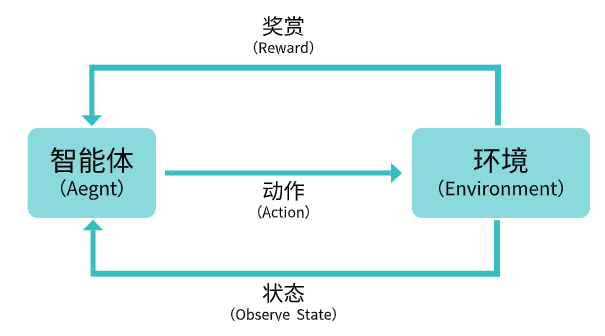 奖赏
（Reward）
智能体
（Aegnt）
动作
（Action）
环境
（Environment）
状态
（Observe State）